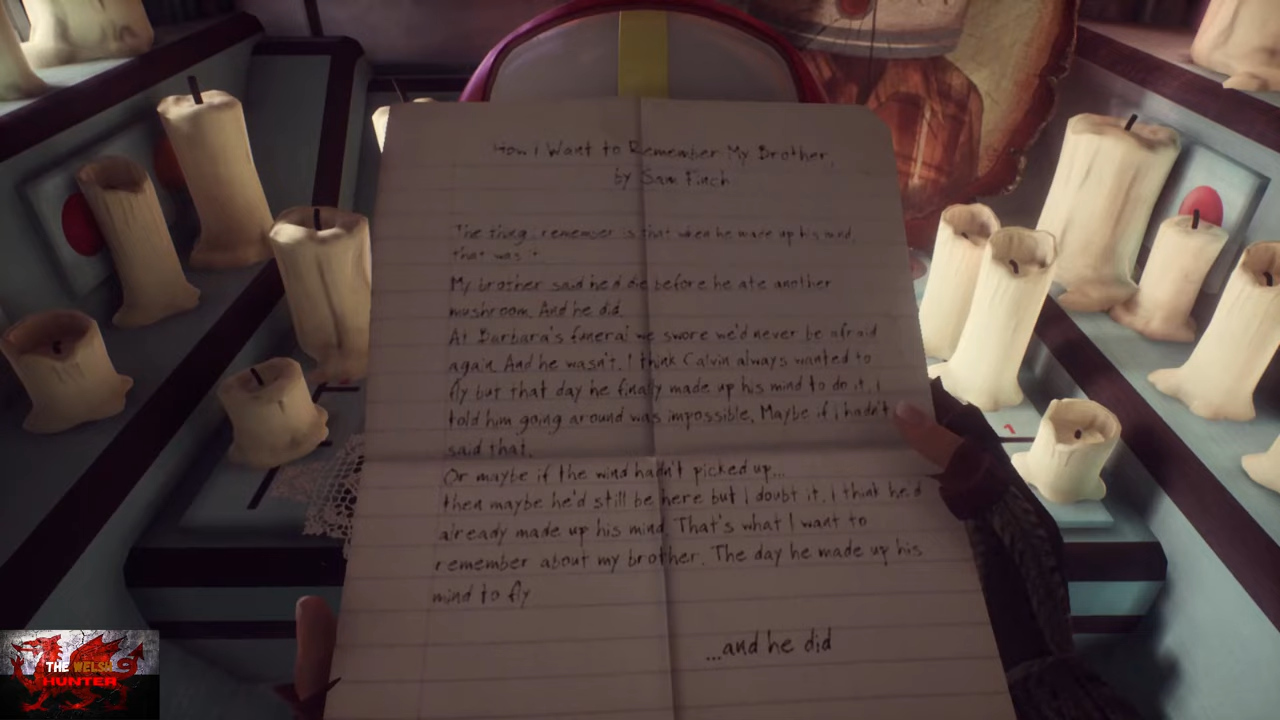 How I Want to Remember My Brother,
by Sam Finch
The thing I remember is that when he made up his mind,
that was it.
My brother said he'd die before he ate another
mushroom. And he did.
At Barbara's funeral we swore we'd never be afraid
again. And he wasn't. I think Calvin always wanted to
fly but that day he finally made up his mind to do it. I
told him going around was impossible. Maybe if I hadn't
said that.
Or maybe if the wind hadn't picked up...
then maybe he'd still be here but I doubt it. I think he'd
already made up his mind. That's what I want to
remember about my brother. The day he made up his
mind to fly
...and he did
THE WELSH
HUNTER